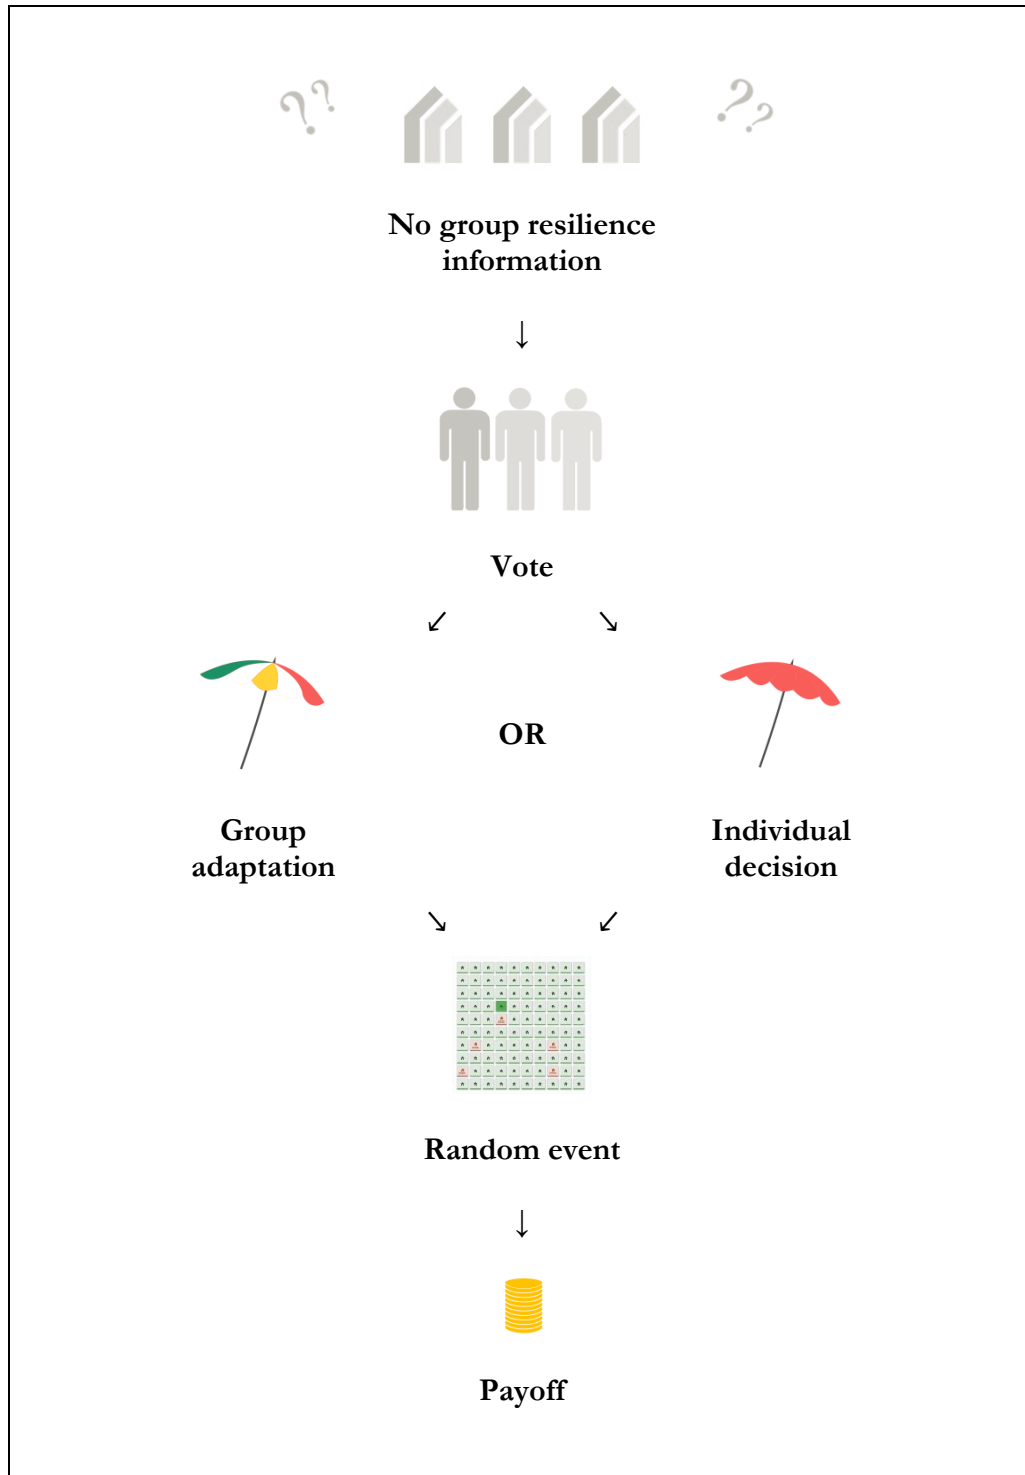 ? ? ? ?
No group resilience
information
↓
Vote
↙ ↘
OR
Group
adaptation
Individual
decision
↘ ↙
Random event
↓
Payoff